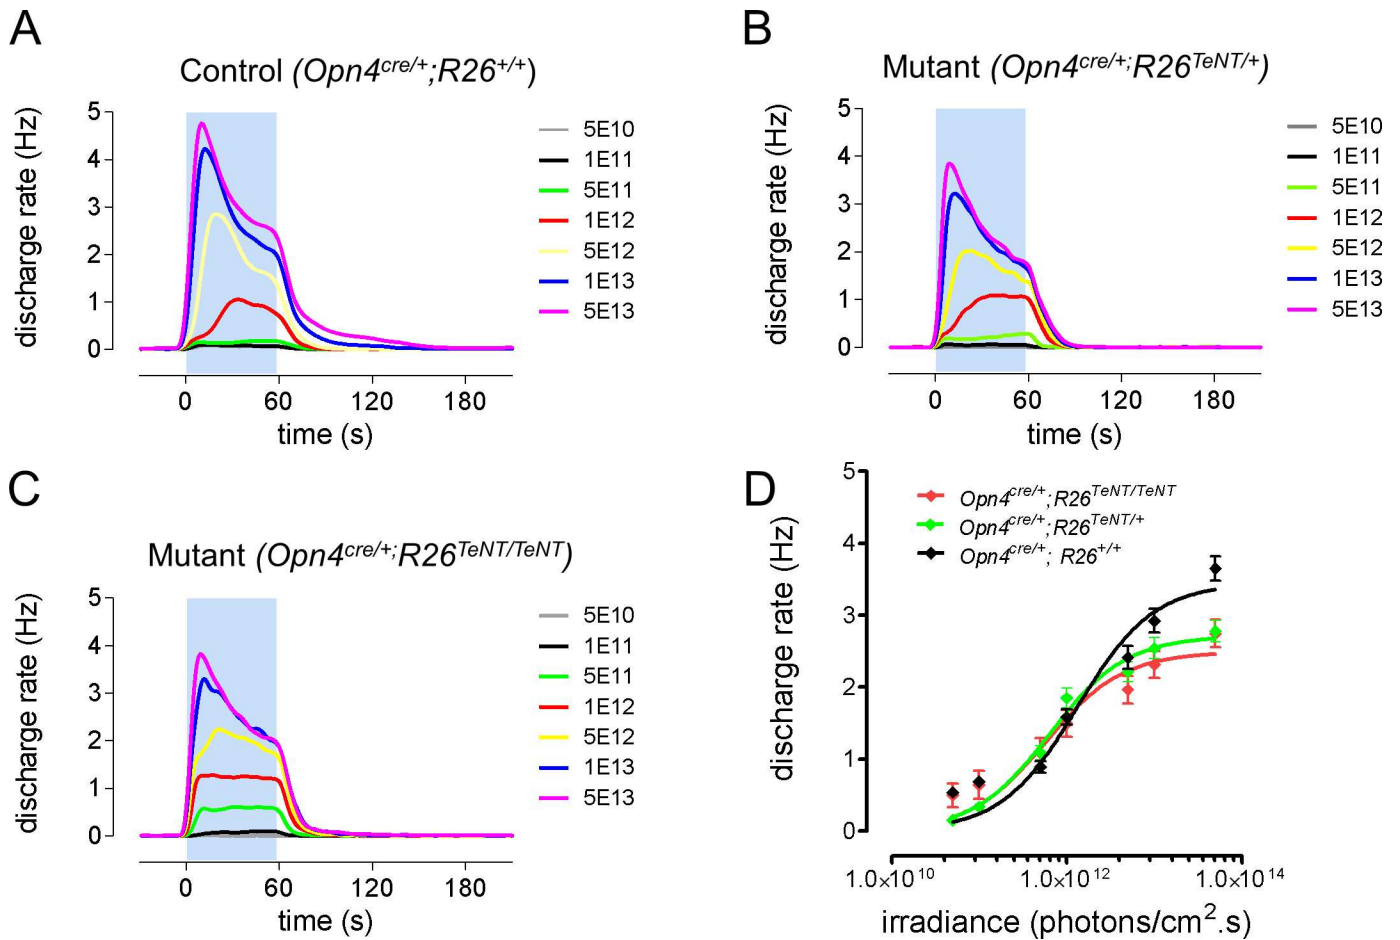 A
Control (Opn4cre/+;R26+/+)
discharge rate (Hz)
5
4
3
2
1
0
0 60 120 180
time (s)
5E10
1E11
5E11
1E12
5E12
1E13
5E13
B
Mutant (Opn4cre/+;R26TeNT/+)
discharge rate (Hz)
5
4
3
2
1
0
0 60 120 180
time (s)
5E10
1E11
5E11
1E12
5E12
1E13
5E13
C
Mutant (Opn4cre/+;R26TeNT/TeNT)
discharge rate (Hz)
5
4
3
2
1
0
0 60 120 180
time (s)
5E10
1E11
5E11
1E12
5E12
1E13
5E13
D
discharge rate (Hz)
5
4
3
2
1
0
Opn4cre/+;R26TeNT/TeNT
Opn4cre/+;R26TeNT/+
Opn4cre/+; R26+/+
1.0×10^10 1.0×10^12 1.0×10^14
irradiance (photons/cm².s)